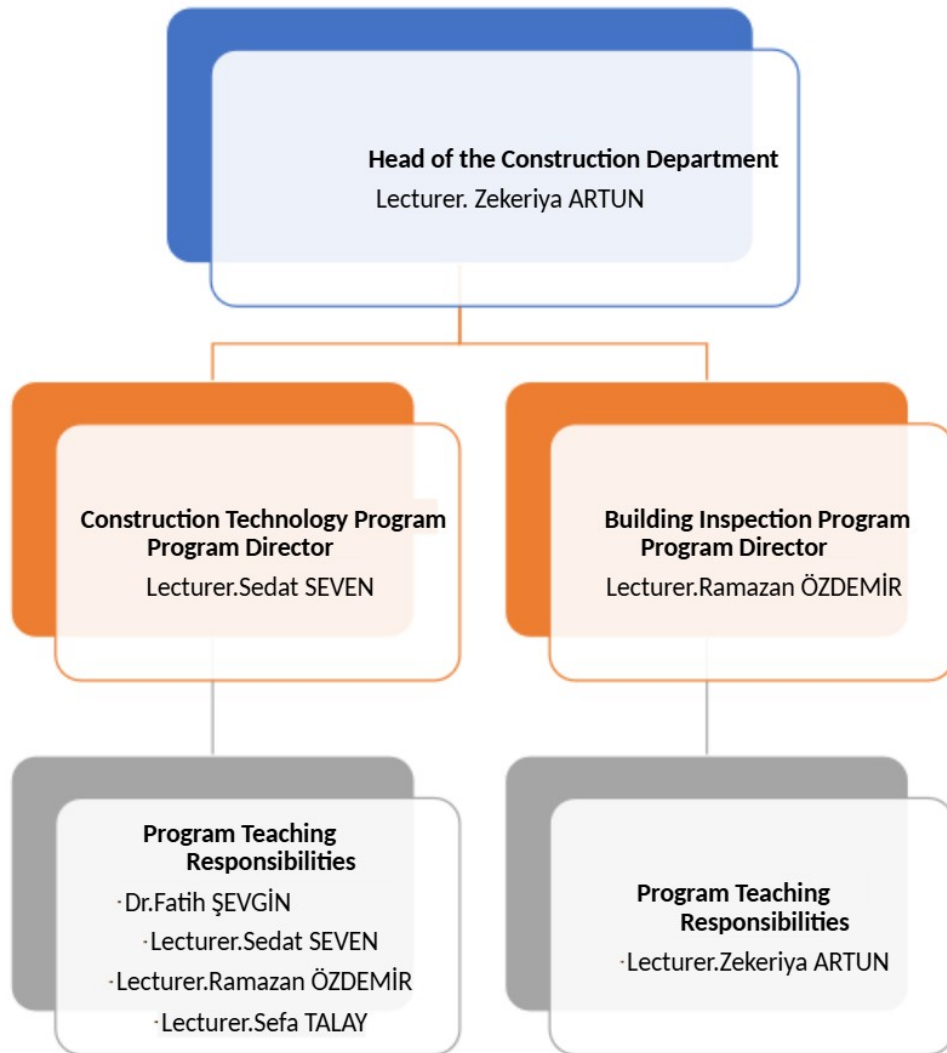 Head of the Construction Department
Lecturer. Zekeriya ARTUN
Construction Technology Program
Program Director
Lecturer.Sedat SEVEN
Building Inspection Program
Program Director
Lecturer.Ramazan ÖZDEMİR
Program Teaching
Responsibilities
·Dr.Fatih ŞEVGİN
·Lecturer.Sedat SEVEN
·Lecturer.Ramazan ÖZDEMİR
·Lecturer.Sefa TALAY
Program Teaching
Responsibilities
·Lecturer.Zekeriya ARTUN